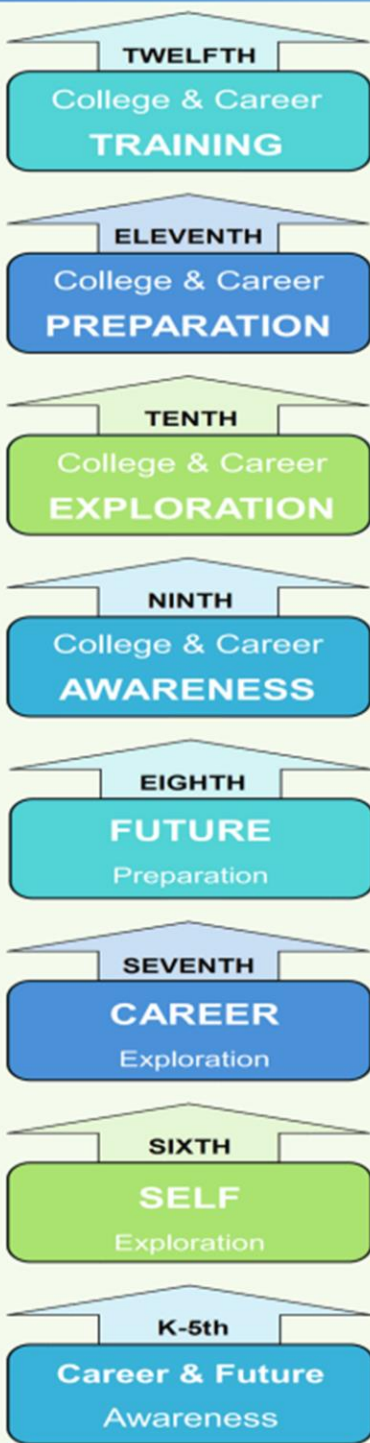 TWELFTH
College & Career
TRAINING
ELEVENTH
College & Career
PREPARATION
TENTH
College & Career
EXPLORATION
NINTH
College & Career
AWARENESS
EIGHTH
FUTURE
Preparation
SEVENTH
CAREER
Exploration
SIXTH
SELF
Exploration
K-5th
Career & Future
Awareness